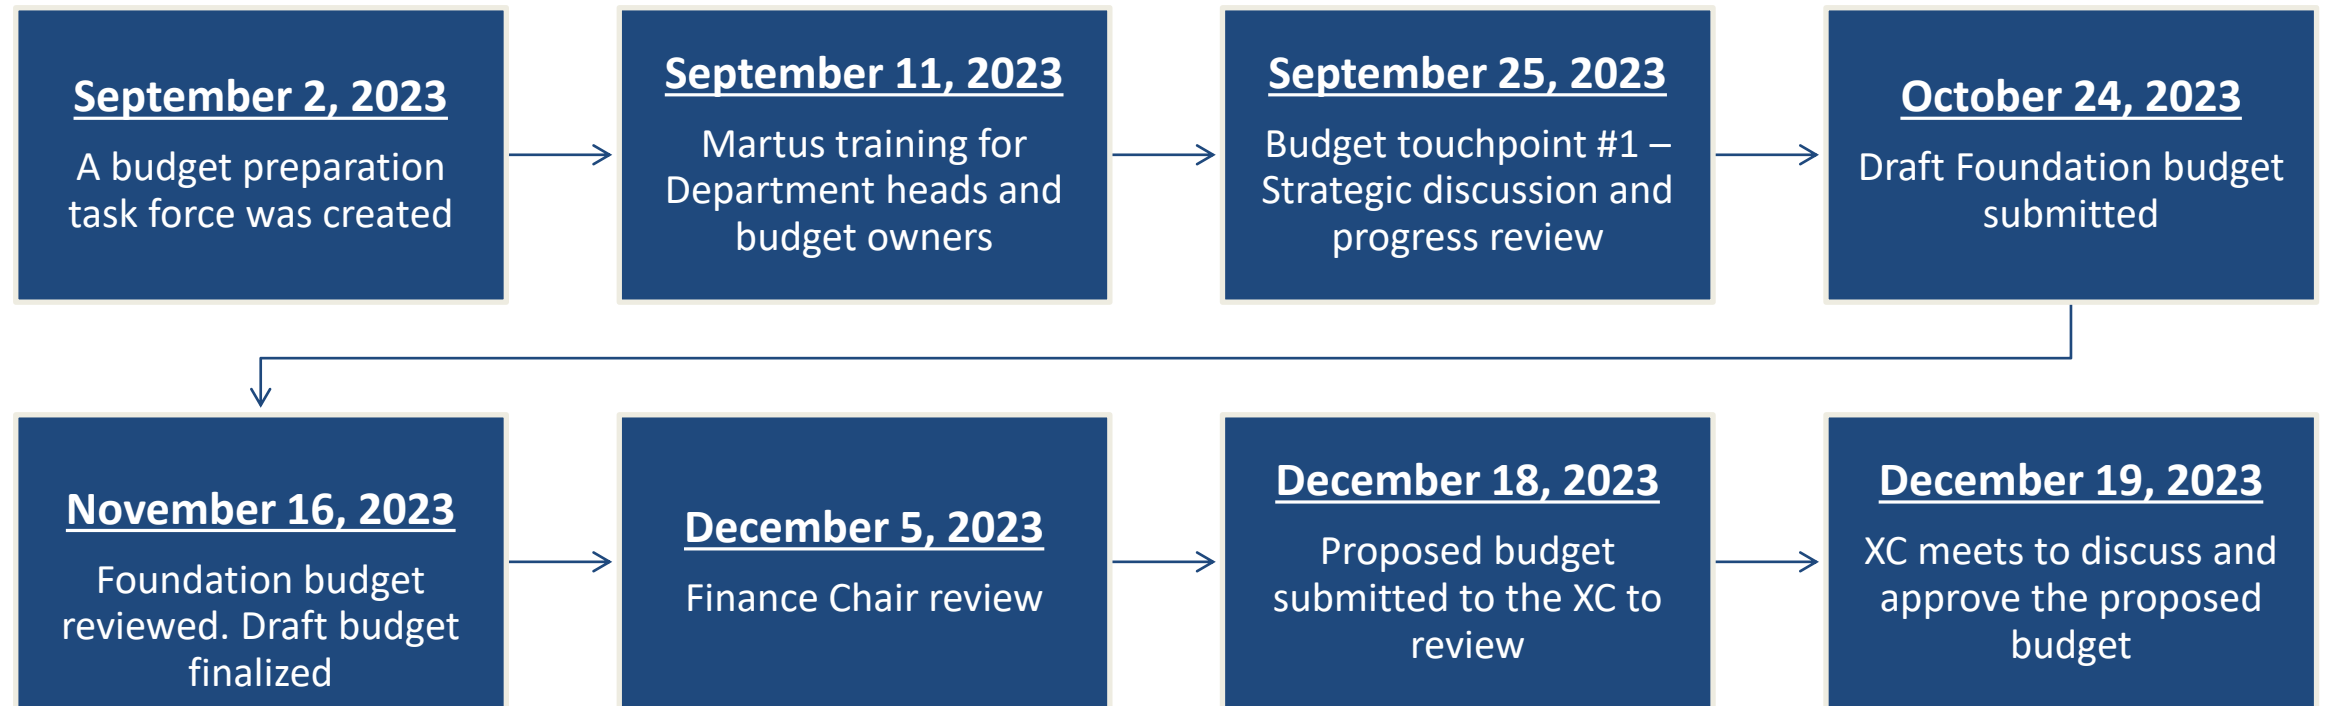 September 2, 2023
A budget preparation
task force was created
September 11, 2023
Martus training for
Department heads and
budget owners
September 25, 2023
Budget touchpoint #1 –
Strategic discussion and
progress review
October 24, 2023
Draft Foundation budget
submitted
November 16, 2023
Foundation budget
reviewed. Draft budget
finalized
December 5, 2023
Finance Chair review
December 18, 2023
Proposed budget
submitted to the XC to
review
December 19, 2023
XC meets to discuss and
approve the proposed
budget